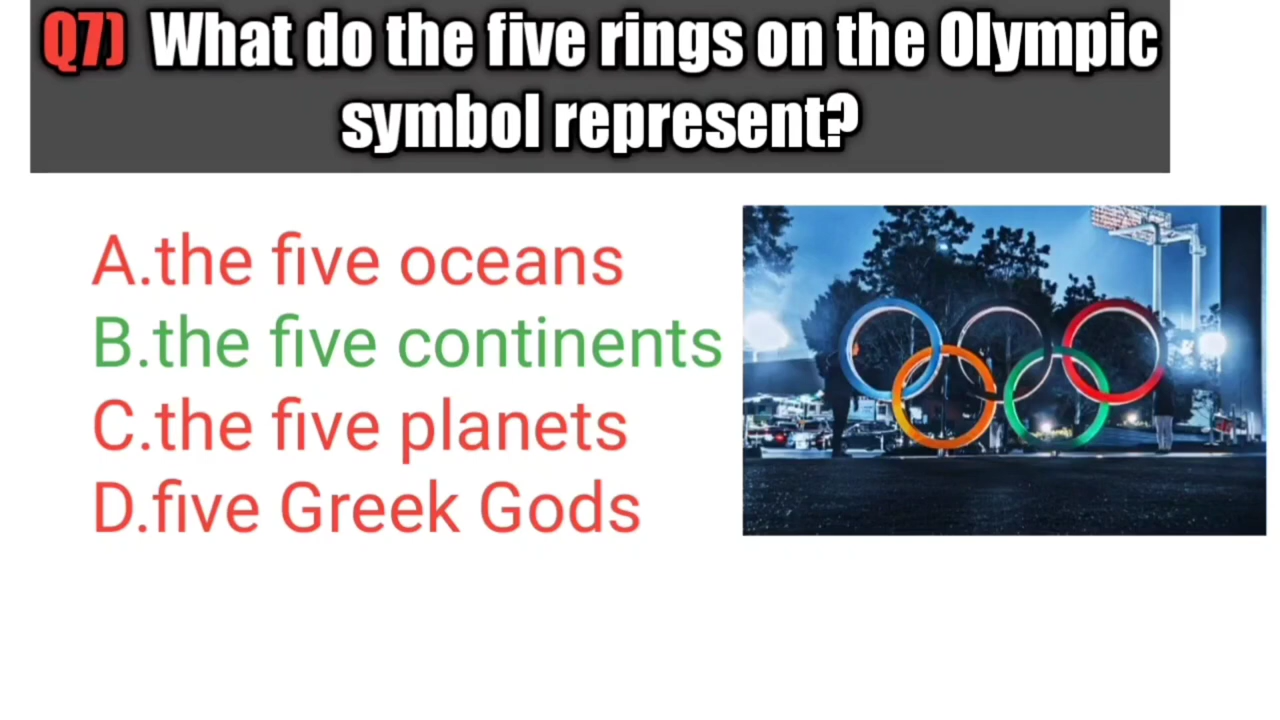 Q7) What do the five rings on the Olympic
symbol represent?
A.the five oceans
B.the five continents
C.the five planets
D.five Greek Gods